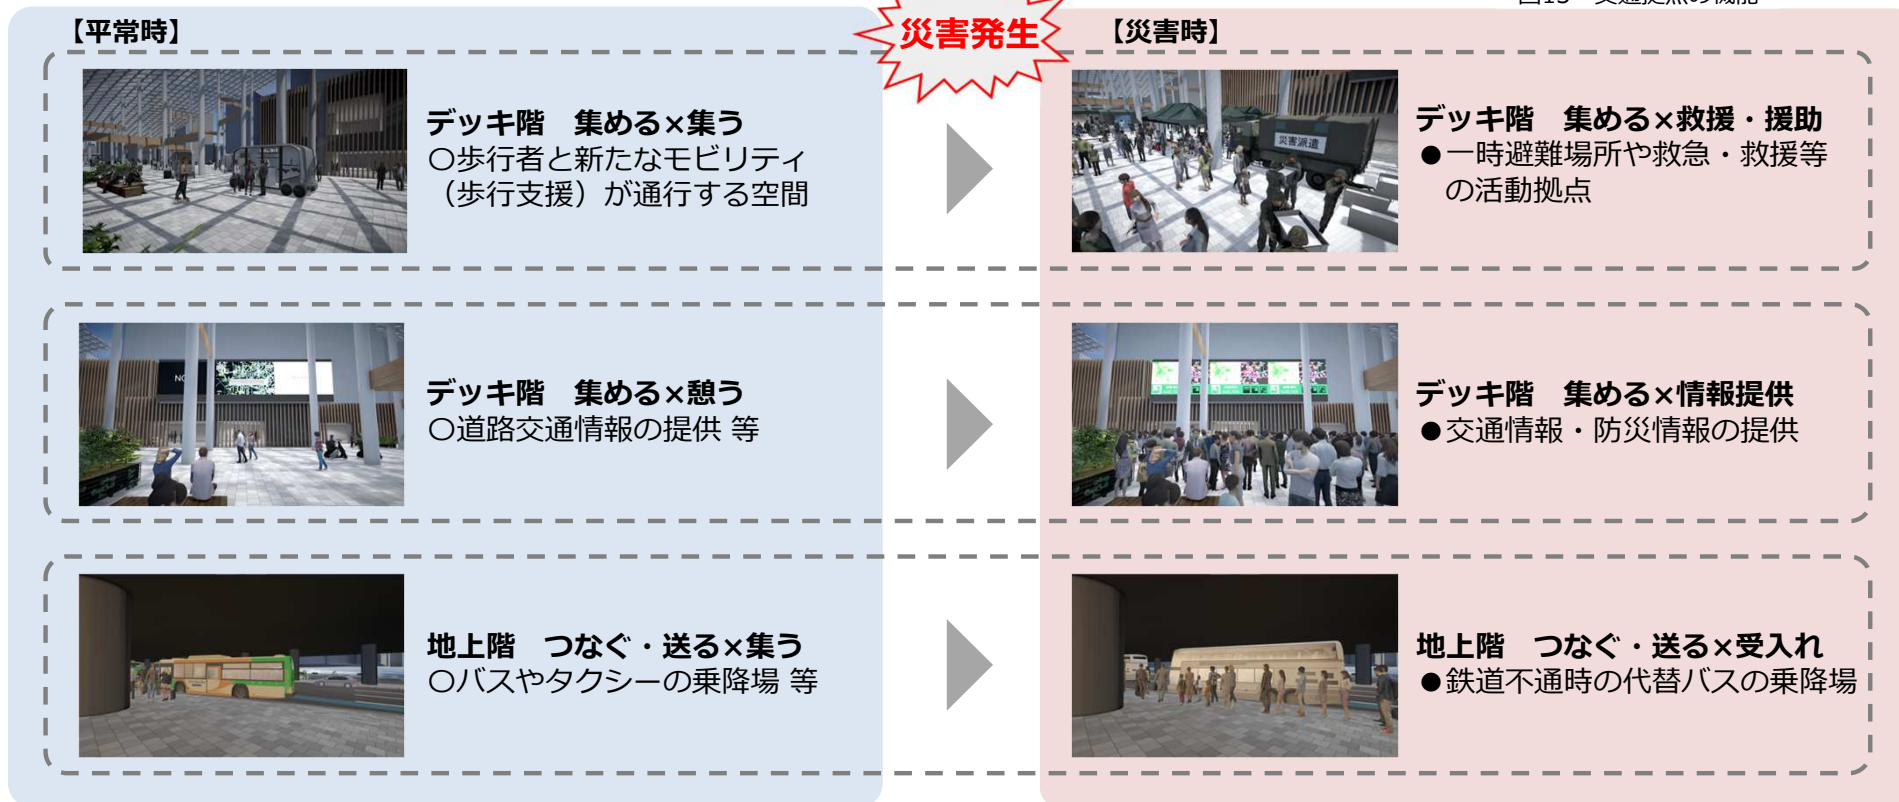 災害発生
【平常時】
デッキ階　集める×集う
〇歩行者と新たなモビリティ
（歩行支援）が通行する空間
デッキ階　集める×憩う
〇道路交通情報の提供 等
地上階　つなぐ・送る×集う
〇バスやタクシーの乗降場 等
【災害時】
災害派遣
デッキ階　集める×救援・援助
●一時避難場所や救急・救援等
の活動拠点
デッキ階　集める×情報提供
●交通情報・防災情報の提供
地上階　つなぐ・送る×受入れ
●鉄道不通時の代替バスの乗降場